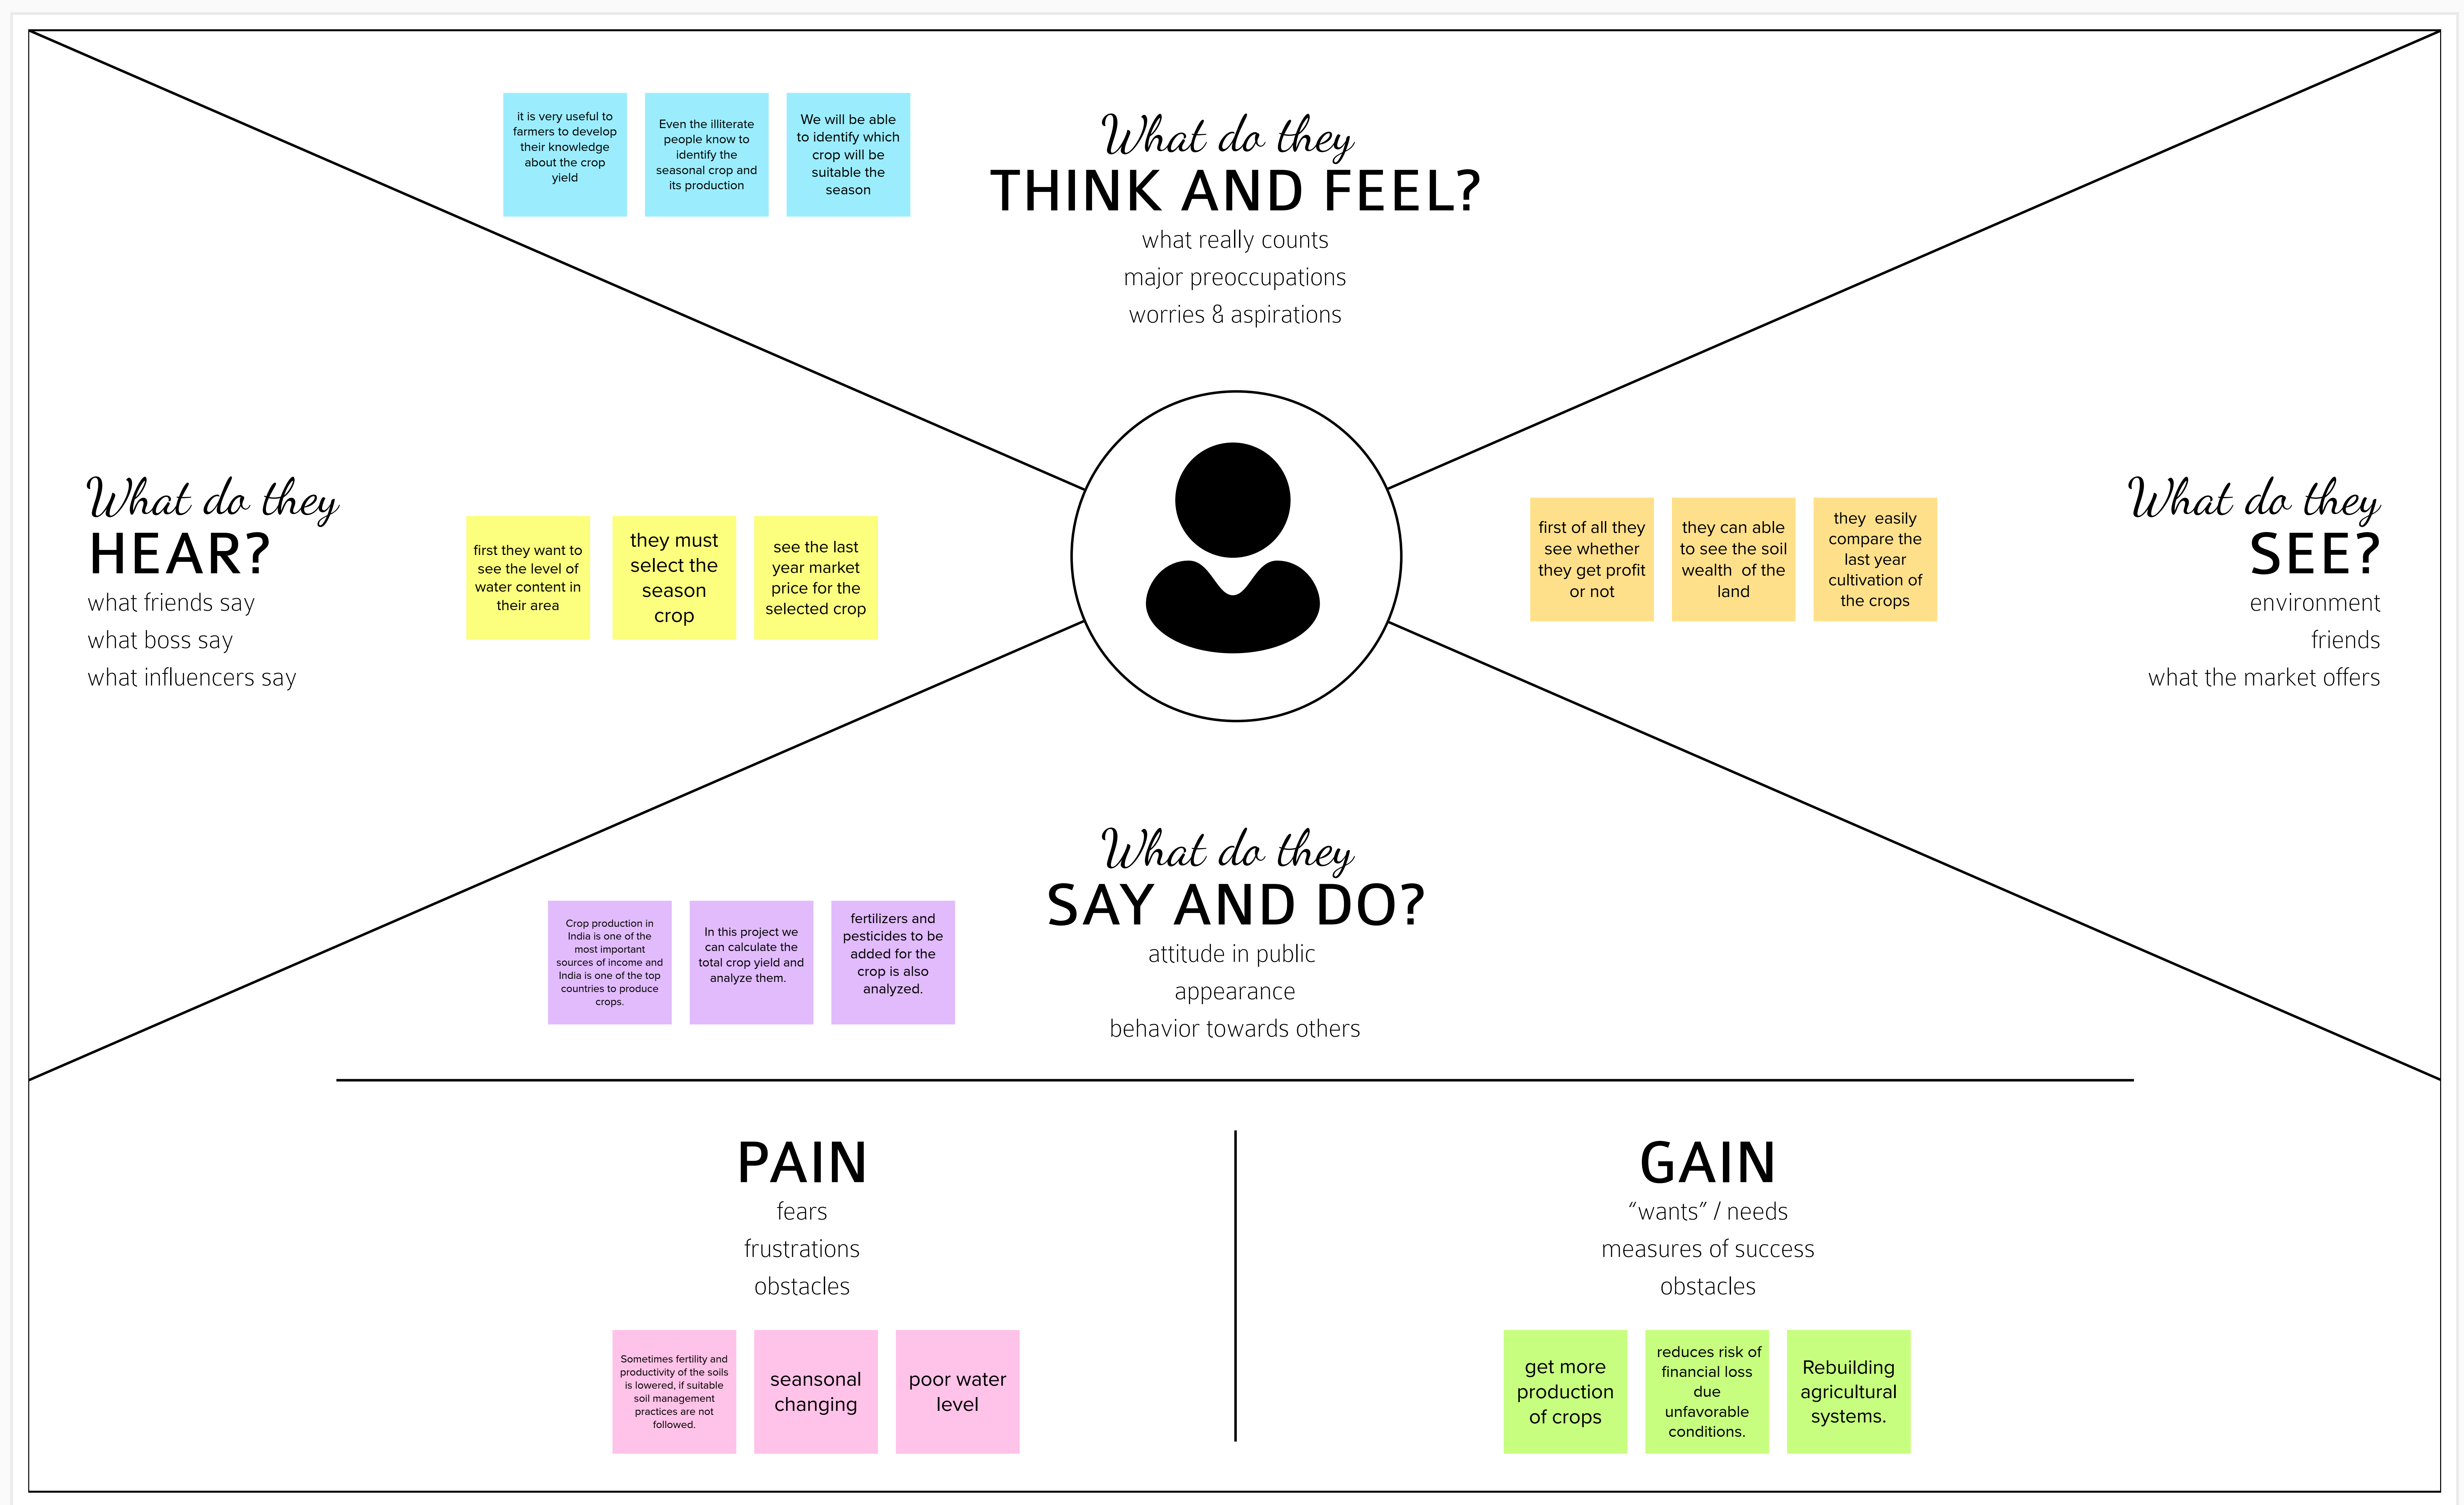 it is very useful to
farmers to develop
their knowledge
about the crop
yield
Even the illiterate
people know to
identify the
seasonal crop and
its production
We will be able
to identify which
crop will be
suitable the
season
What do they
THINK AND FEEL?
what really counts
major preoccupations
worries & aspirations
What do they
HEAR?
what friends say
what boss say
what influencers say
first they want to
see the level of
water content in
their area
they must
select the
season
crop
see the last
year market
price for the
selected crop
first of all they
see whether
they get profit
or not
they can able
to see the soil
wealth of the
land
they easily
compare the
last year
cultivation of
the crops
What do they
SEE?
environment
friends
what the market offers
What do they
SAY AND DO?
attitude in public
appearance
behavior towards others
Crop production in
India is one of the
most important
sources of income and
India is one of the top
countries to produce
crops.
In this project we
can calculate the
total crop yield and
analyze them.
fertilizers and
pesticides to be
added for the
crop is also
analyzed.
PAIN
fears
frustrations
obstacles
Sometimes fertility and
productivity of the soils
is lowered, if suitable
soil management
practices are not
followed.
seansonal
changing
poor water
level
GAIN
“wants” / needs
measures of success
obstacles
get more
production
of crops
reduces risk of
financial loss
due
unfavorable
conditions.
Rebuilding
agricultural
systems.